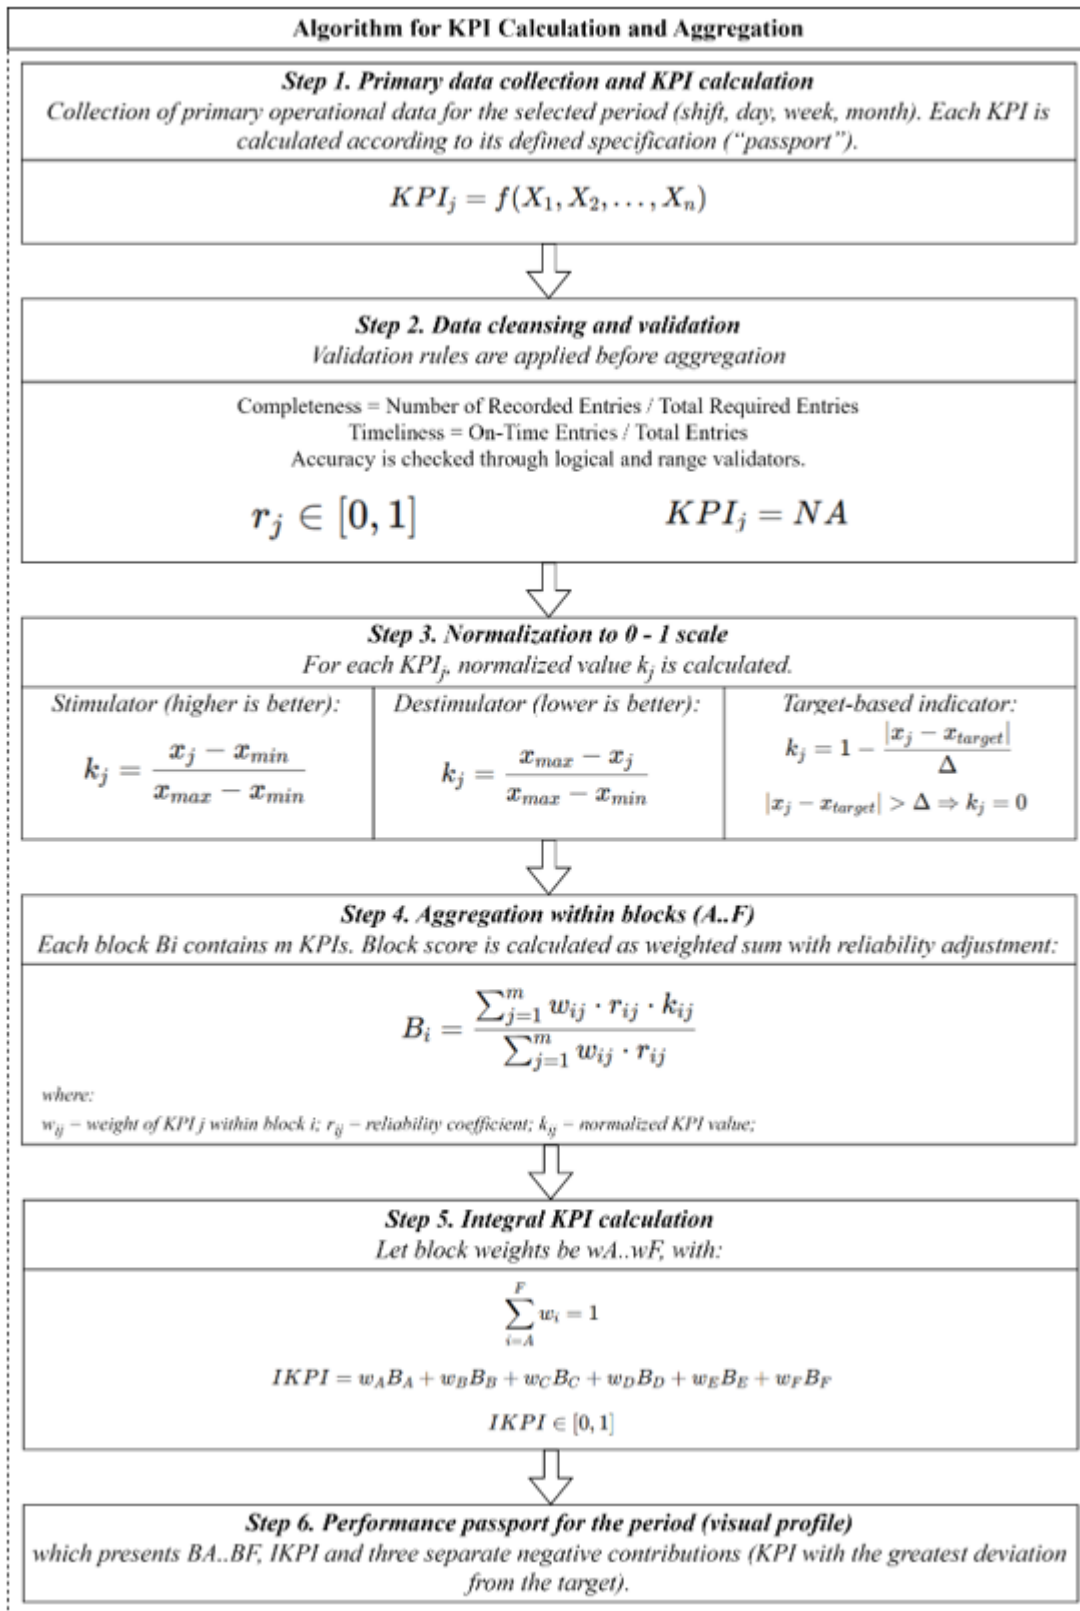 Algorithm for KPI Calculation and Aggregation
Step 1. Primary data collection and KPI calculation
Collection of primary operational data for the selected period (shift, day, week, month). Each KPI is
calculated according to its defined specification (“passport”).
KPI_j = f(X_1, X_2, . . . , X_n)
Step 2. Data cleansing and validation
Validation rules are applied before aggregation
Completeness = Number of Recorded Entries / Total Required Entries
Timeliness = On-Time Entries / Total Entries
Accuracy is checked through logical and range validators.
r_j ∈ [0, 1]
KPI_j = NA
Step 3. Normalization to 0 - 1 scale
For each KPI_j, normalized value k_j is calculated.
Stimulator (higher is better):
k_j = (x_j − x_min) / (x_max − x_min)
Destimulator (lower is better):
k_j = (x_max − x_j) / (x_max − x_min)
Target-based indicator:
k_j = 1 − |x_j − x_target| / Δ
|x_j − x_target| > Δ ⇒ k_j = 0
Step 4. Aggregation within blocks (A..F)
Each block Bi contains m KPIs. Block score is calculated as weighted sum with reliability adjustment:
B_i = (∑_{j=1}^{m} w_ij · r_ij · k_ij) / (∑_{j=1}^{m} w_ij · r_ij)
where:
w_ij – weight of KPI j within block i; r_ij – reliability coefficient; k_ij – normalized KPI value;
Step 5. Integral KPI calculation
Let block weights be wA..wF, with:
∑_{i=A}^{F} w_i = 1
IKPI = w_A B_A + w_B B_B + w_C B_C + w_D B_D + w_E B_E + w_F B_F
IKPI ∈ [0, 1]
Step 6. Performance passport for the period (visual profile)
which presents BA..BF, IKPI and three separate negative contributions (KPI with the greatest deviation
from the target).